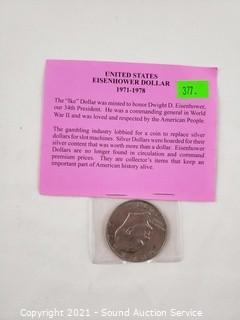 UNITED STATES
EISENHOWER DOLLAR
1971-1978
377.
The "Ike" Dollar was minted to honor Dwight D. Eisenhower,
our 34th President. He was a commanding general in World
War II and was loved and respected by the American People.
The gambling industry lobbied for a coin to replace silver
dollars for slot machines. Silver Dollars were hoarded for their
silver content that was worth more than a dollar. Eisenhower
Dollars are no longer found in circulation and command
premium prices. They are collector's items that keep an
important part of American history alive.
Copyright 2021 - Sound Auction Service